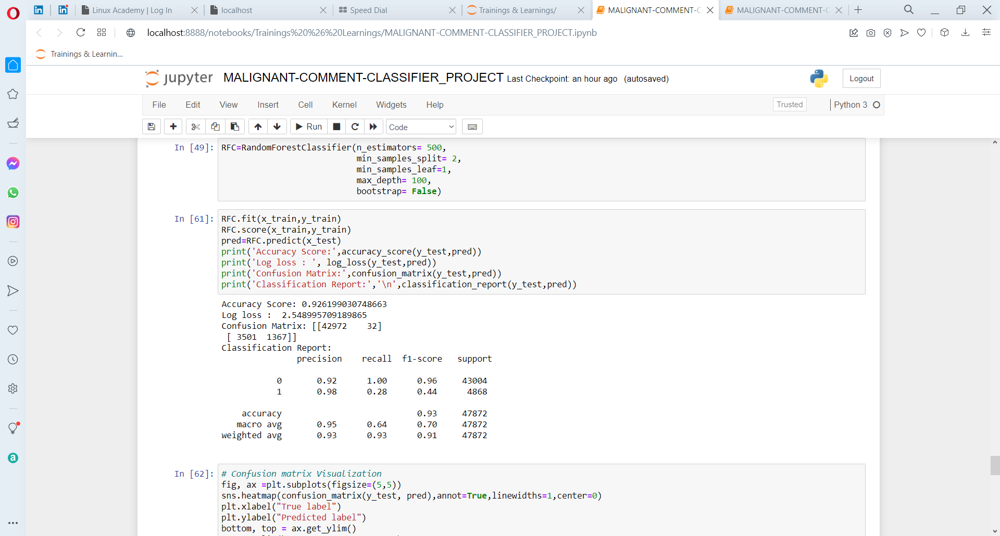 Linux Academy | Log In
localhost
Speed Dial
Trainings & Learnings/
MALIGNANT-COMMENT-C
MALIGNANT-COMMENT-C
localhost:8888/notebooks/Trainings%20%26%20Learnings/MALIGNANT-COMMENT-CLASSIFIER_PROJECT.ipynb
Trainings & Learnin...
jupyter MALIGNANT-COMMENT-CLASSIFIER_PROJECT Last Checkpoint: an hour ago (autosaved)
Logout
File Edit View Insert Cell Kernel Widgets Help
Trusted
Python 3
Run
Code
In [49]: RFC=RandomForestClassifier(n_estimators= 500,
min_samples_split= 2,
min_samples_leaf=1,
max_depth= 100,
bootstrap= False)
In [61]: RFC.fit(x_train,y_train)
RFC.score(x_train,y_train)
pred=RFC.predict(x_test)
print('Accuracy Score:',accuracy_score(y_test,pred))
print('Log loss : ', log_loss(y_test,pred))
print('Confusion Matrix:',confusion_matrix(y_test,pred))
print('Classification Report:','\n',classification_report(y_test,pred))
Accuracy Score: 0.926199030748663
Log loss :  2.548995709189865
Confusion Matrix: [[42972    32]
[ 3501  1367]]
Classification Report:
precision    recall  f1-score   support
0       0.92      1.00      0.96     43004
1       0.98      0.28      0.44      4868
accuracy                           0.93     47872
macro avg       0.95      0.64      0.70     47872
weighted avg       0.93      0.93      0.91     47872
In [62]: # Confusion matrix Visualization
fig, ax =plt.subplots(figsize=(5,5))
sns.heatmap(confusion_matrix(y_test, pred),annot=True,linewidths=1,center=0)
plt.xlabel("True label")
plt.ylabel("Predicted label")
bottom, top = ax.get_ylim()